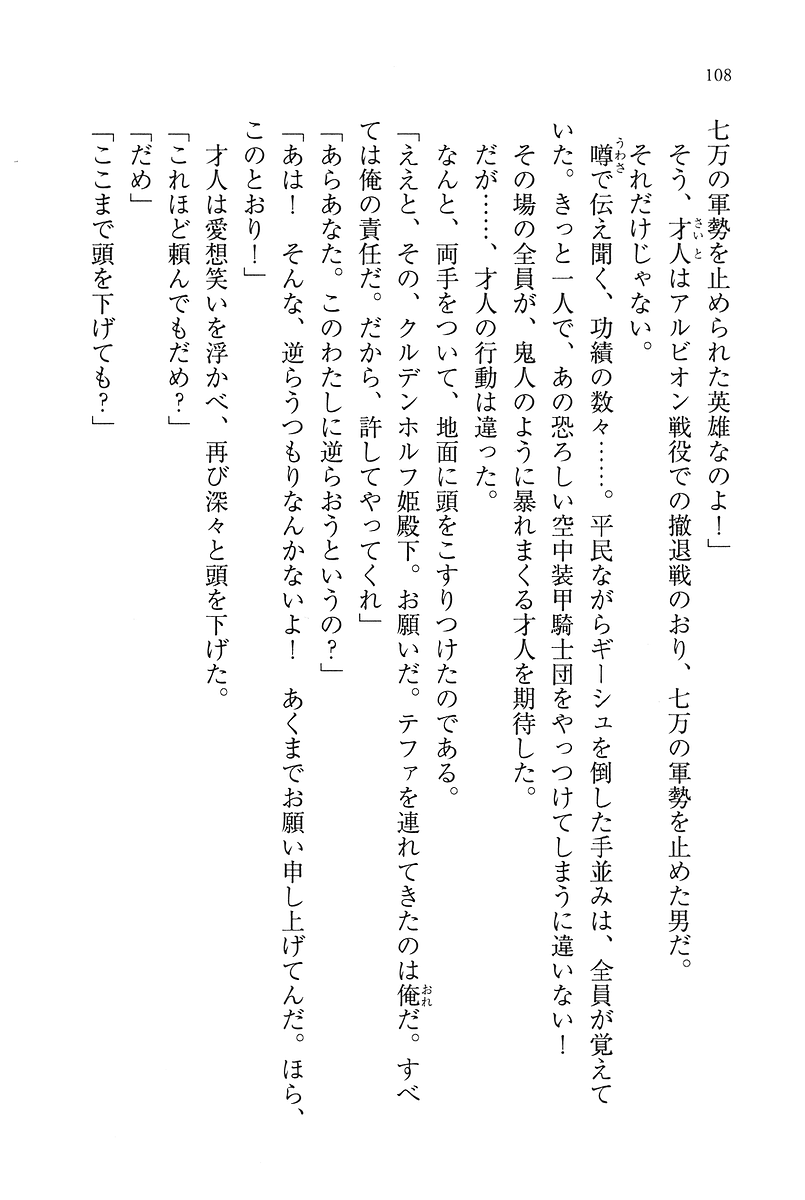 108
七万の軍勢を止められた英雄なのよ！」
　そう、才人はアルビオン戦役での撤退戦のおり、七万の軍勢を止めた男だ。
　それだけじゃない。
　噂で伝え聞く、功績の数々……。平民ながらギーシュを倒した手並みは、全員が覚えて
いた。きっと一人で、あの恐ろしい空中装甲騎士団をやっつけてしまうに違いない！
　その場の全員が、鬼人のように暴れまくる才人を期待した。
　だが……、才人の行動は違った。
　なんと、両手をついて、地面に頭をこすりつけたのである。
「ええと、その、クルデンホルフ姫殿下。お願いだ。テファを連れてきたのは俺だ。すべ
ては俺の責任だ。だから、許してやってくれ」
「あらあなた。このわたしに逆らおうというの？」
「あは！　そんな、逆らうつもりなんかないよ！　あくまでお願い申し上げてんだ。ほら、
このとおり！」
　才人は愛想笑いを浮かべ、再び深々と頭を下げた。
「これほど頼んでもだめ？」
「だめ」
「ここまで頭を下げても？」